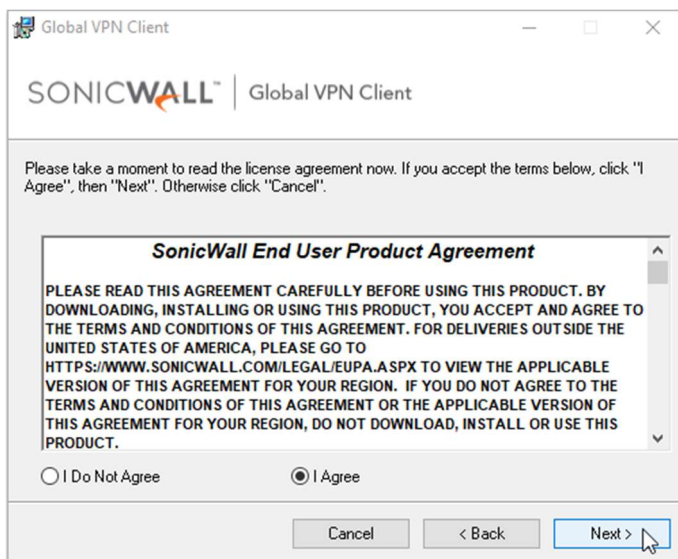 Global VPN Client
SONICWALL™ | Global VPN Client
Please take a moment to read the license agreement now. If you accept the terms below, click "I
Agree", then "Next". Otherwise click "Cancel".
SonicWall End User Product Agreement
PLEASE READ THIS AGREEMENT CAREFULLY BEFORE USING THIS PRODUCT. BY
DOWNLOADING, INSTALLING OR USING THIS PRODUCT, YOU ACCEPT AND AGREE TO
THE TERMS AND CONDITIONS OF THIS AGREEMENT. FOR DELIVERIES OUTSIDE THE
UNITED STATES OF AMERICA, PLEASE GO TO
HTTPS://WWW.SONICWALL.COM/LEGAL/EUPA.ASPX TO VIEW THE APPLICABLE
VERSION OF THIS AGREEMENT FOR YOUR REGION. IF YOU DO NOT AGREE TO THE
TERMS AND CONDITIONS OF THIS AGREEMENT OR THE APPLICABLE VERSION OF
THIS AGREEMENT FOR YOUR REGION, DO NOT DOWNLOAD, INSTALL OR USE THIS
PRODUCT.
I Do Not Agree I Agree
Cancel < Back Next >